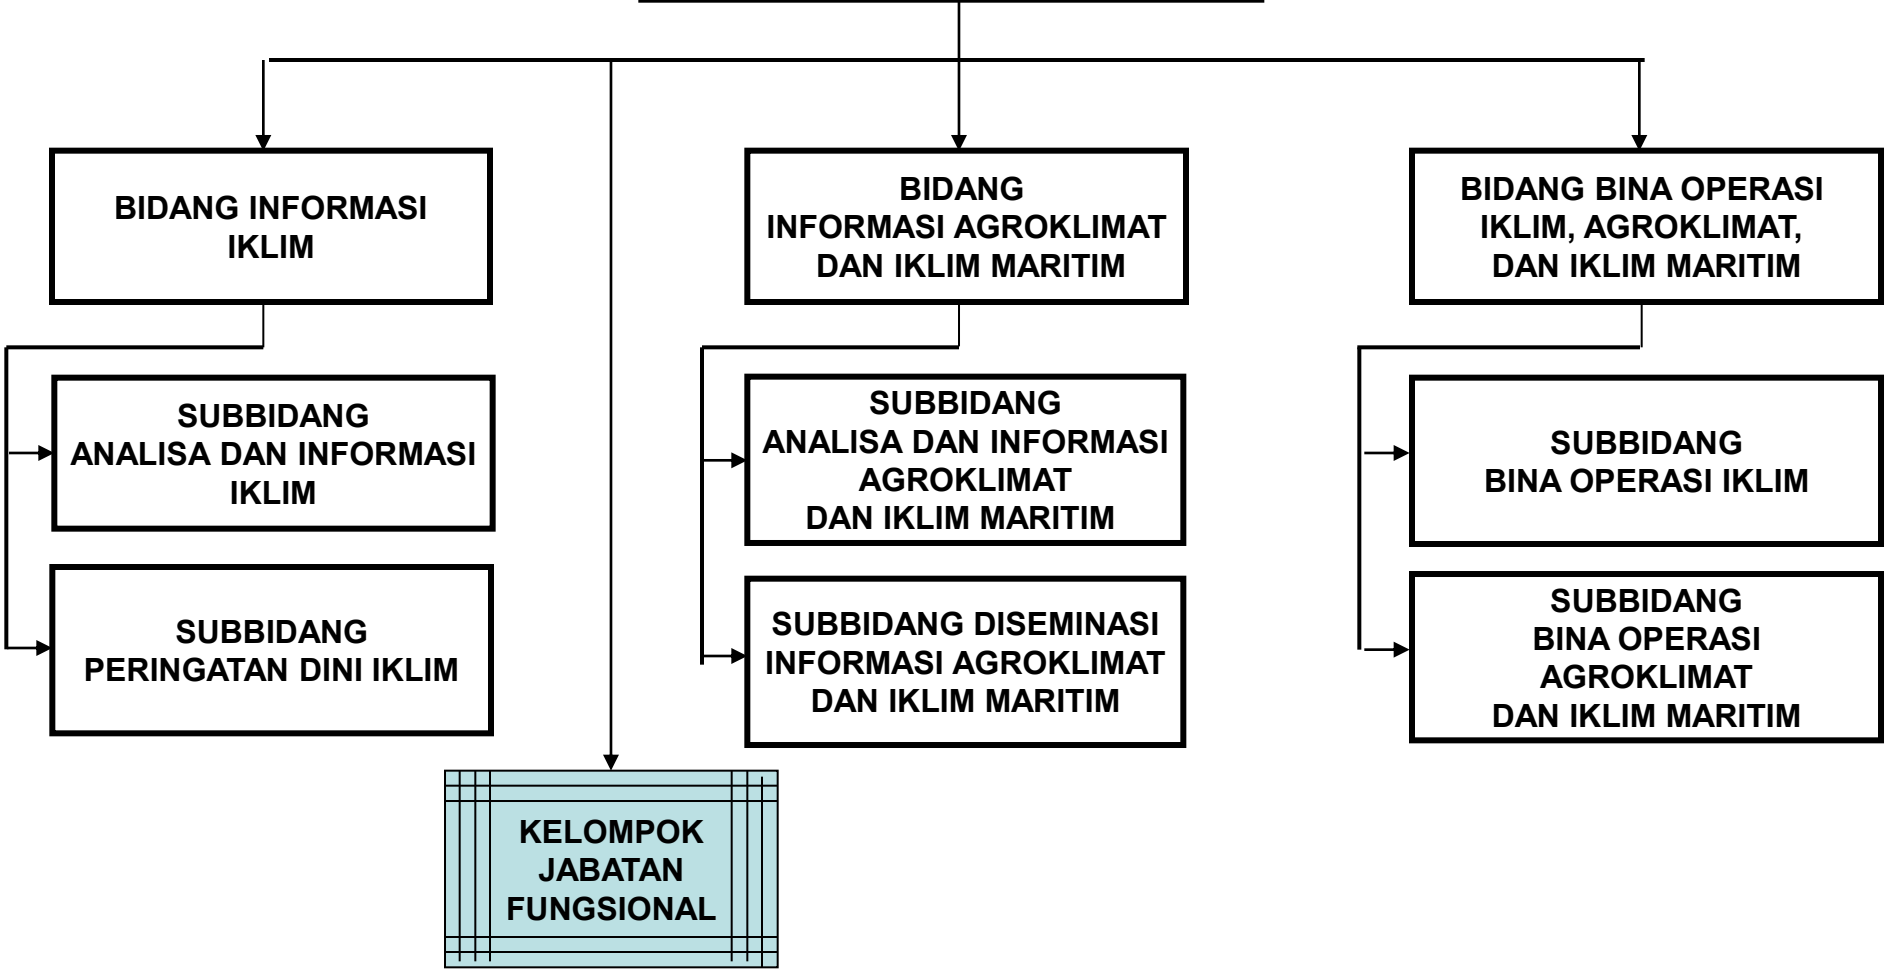 BIDANG INFORMASI
IKLIM
BIDANG
INFORMASI AGROKLIMAT
DAN IKLIM MARITIM
BIDANG BINA OPERASI
IKLIM, AGROKLIMAT,
DAN IKLIM MARITIM
SUBBIDANG
ANALISA DAN INFORMASI
IKLIM
SUBBIDANG
ANALISA DAN INFORMASI
AGROKLIMAT
DAN IKLIM MARITIM
SUBBIDANG
BINA OPERASI IKLIM
SUBBIDANG
PERINGATAN DINI IKLIM
SUBBIDANG DISEMINASI
INFORMASI AGROKLIMAT
DAN IKLIM MARITIM
SUBBIDANG
BINA OPERASI
AGROKLIMAT
DAN IKLIM MARITIM
KELOMPOK
JABATAN
FUNGSIONAL